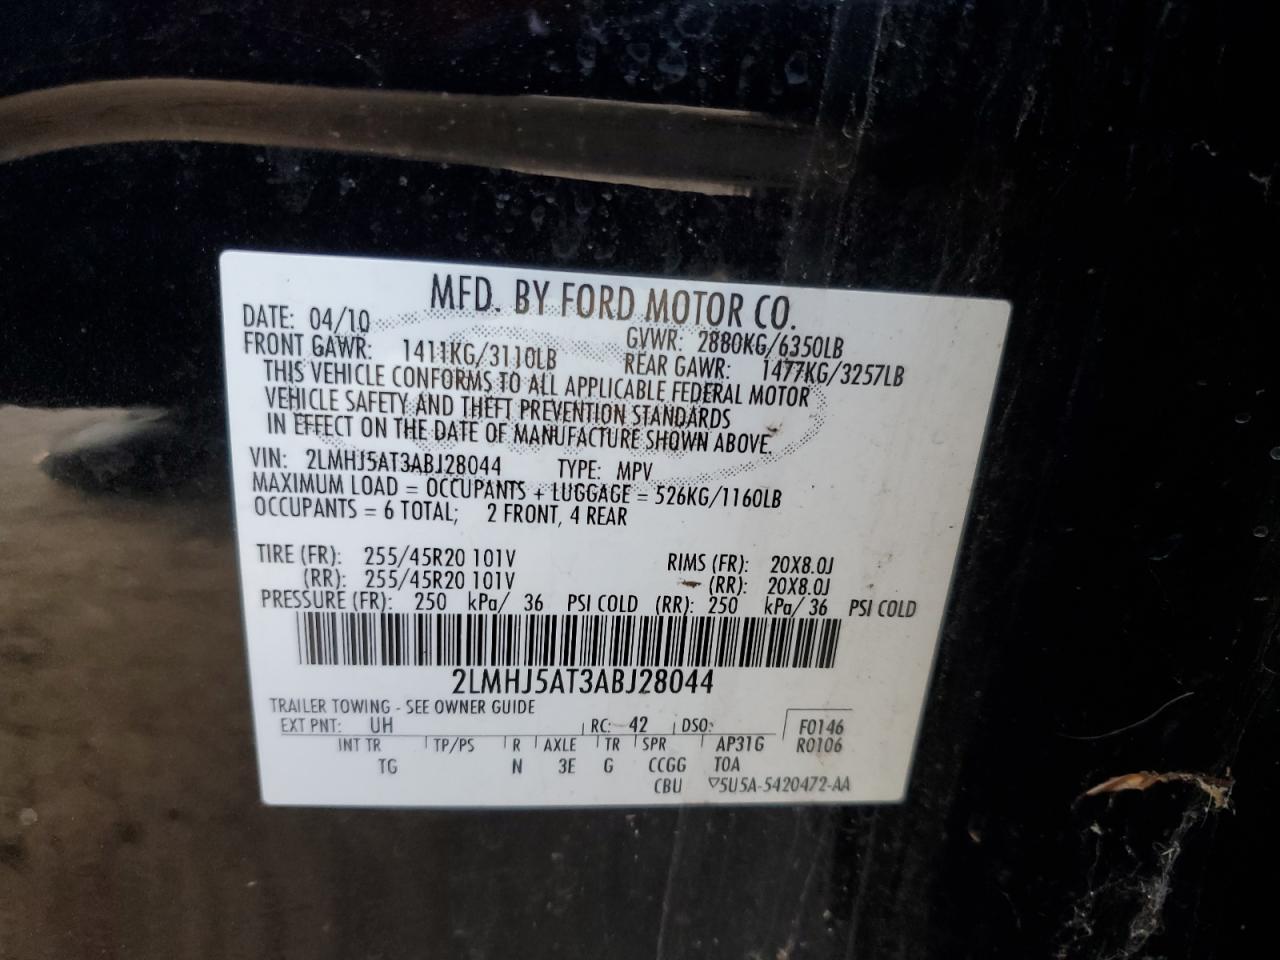 MFD. BY FORD MOTOR CO.
DATE: 04/10 GVWR: 2880KG/6350LB
FRONT GAWR: 1411KG/3110LB REAR GAWR: 1477KG/3257LB
THIS VEHICLE CONFORMS TO ALL APPLICABLE FEDERAL MOTOR
VEHICLE SAFETY AND THEFT PREVENTION STANDARDS
IN EFFECT ON THE DATE OF MANUFACTURE SHOWN ABOVE.
VIN: 2LMHJ5AT3ABJ28044 TYPE: MPV
MAXIMUM LOAD = OCCUPANTS + LUGGAGE = 526KG/1160LB
OCCUPANTS = 6 TOTAL; 2 FRONT, 4 REAR
TIRE (FR): 255/45R20 101V RIMS (FR): 20X8.0J
(RR): 255/45R20 101V (RR): 20X8.0J
PRESSURE (FR): 250 kPa/ 36 PSI COLD (RR): 250 kPa/ 36 PSI COLD
2LMHJ5AT3ABJ28044
TRAILER TOWING - SEE OWNER GUIDE
EXT PNT: UH RC: 42 DSO: F0146
INT TR TP/PS R AXLE TR SPR AP31G R0106
TG N 3E G CCGG TOA
CBU ▽5U5A-5420472-AA